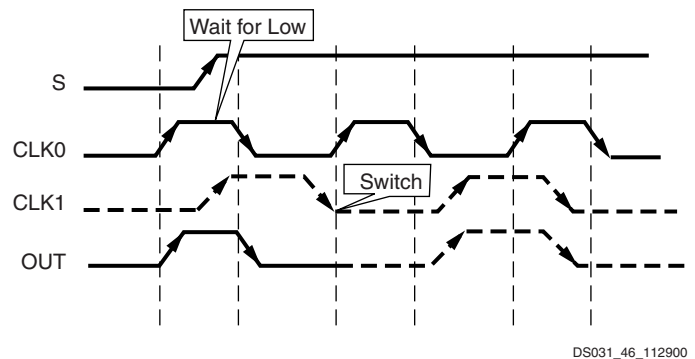 Wait for Low
S
CLK0
CLK1
Switch
OUT
DS031_46_112900